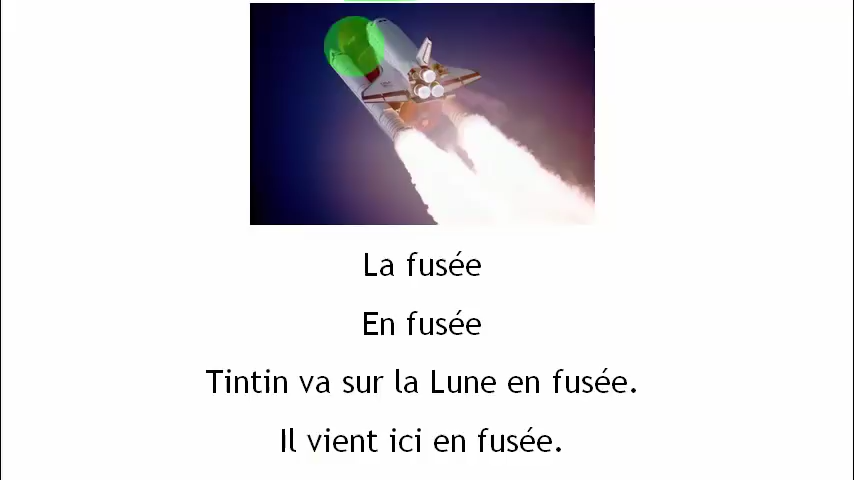 La fusée
En fusée
Tintin va sur la Lune en fusée.
Il vient ici en fusée.